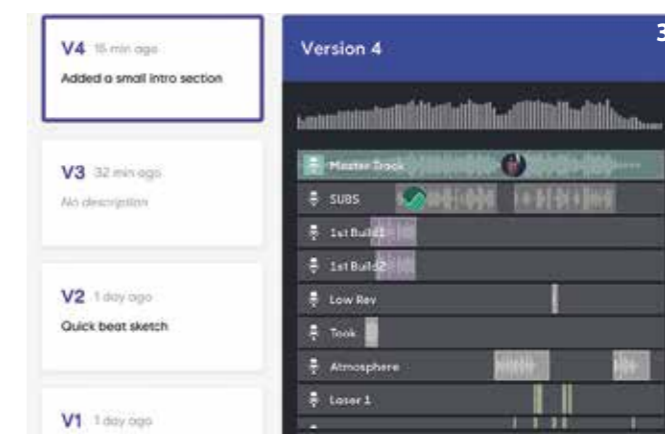 V4 15 min ago
Added a small intro section
V3 32 min ago
No description
V2 1 day ago
Quick beat sketch
V1 1 day ago
3
Version 4
Master Track
SUBS
1st Build1
1st Build2
Low Rev
Took
Atmosphere
Laser 1